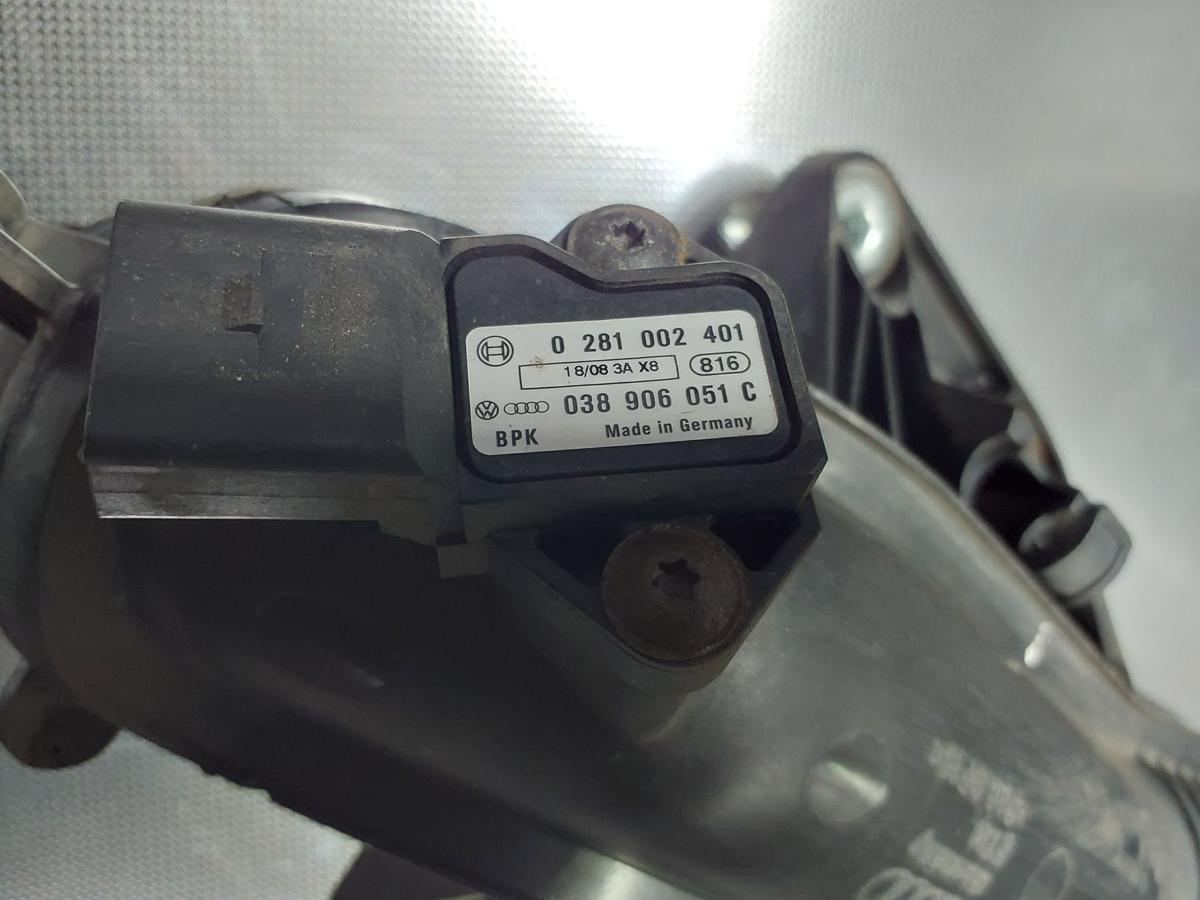 0 281 002 401
18/08 3A X8 816
038 906 051 C
BPK Made in Germany